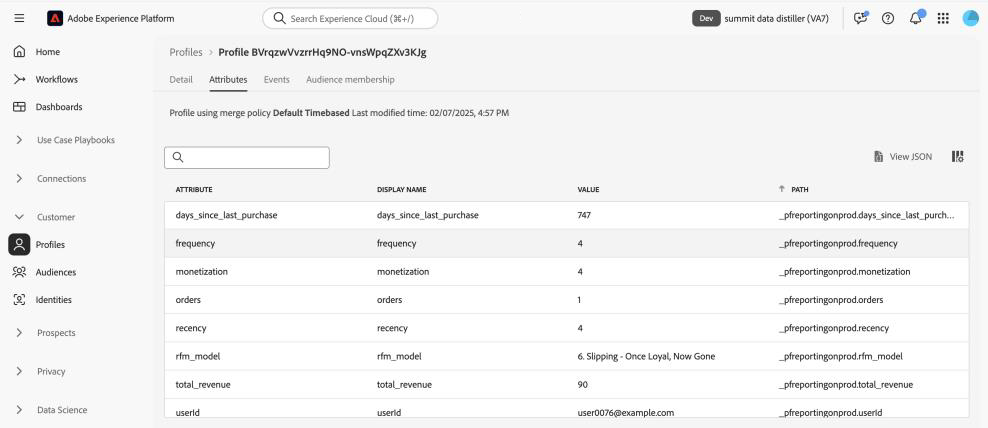 Adobe Experience Platform
Search Experience Cloud (⌘+/)
Dev summit data distiller (VA7)
Home
Workflows
Dashboards
Use Case Playbooks
Connections
Customer
Profiles
Audiences
Identities
Prospects
Privacy
Data Science
Profiles > Profile BVrqzwVvzrrHq9NO-vnsWpqZXv3KJg
Detail Attributes Events Audience membership
Profile using merge policy Default Timebased Last modified time: 02/07/2025, 4:57 PM
View JSON
ATTRIBUTE DISPLAY NAME VALUE ↑ PATH
days_since_last_purchase days_since_last_purchase 747 _pfreportingonprod.days_since_last_purch...
frequency frequency 4 _pfreportingonprod.frequency
monetization monetization 4 _pfreportingonprod.monetization
orders orders 1 _pfreportingonprod.orders
recency recency 4 _pfreportingonprod.recency
rfm_model rfm_model 6. Slipping - Once Loyal, Now Gone _pfreportingonprod.rfm_model
total_revenue total_revenue 90 _pfreportingonprod.total_revenue
userId userId user0076@example.com _pfreportingonprod.userId